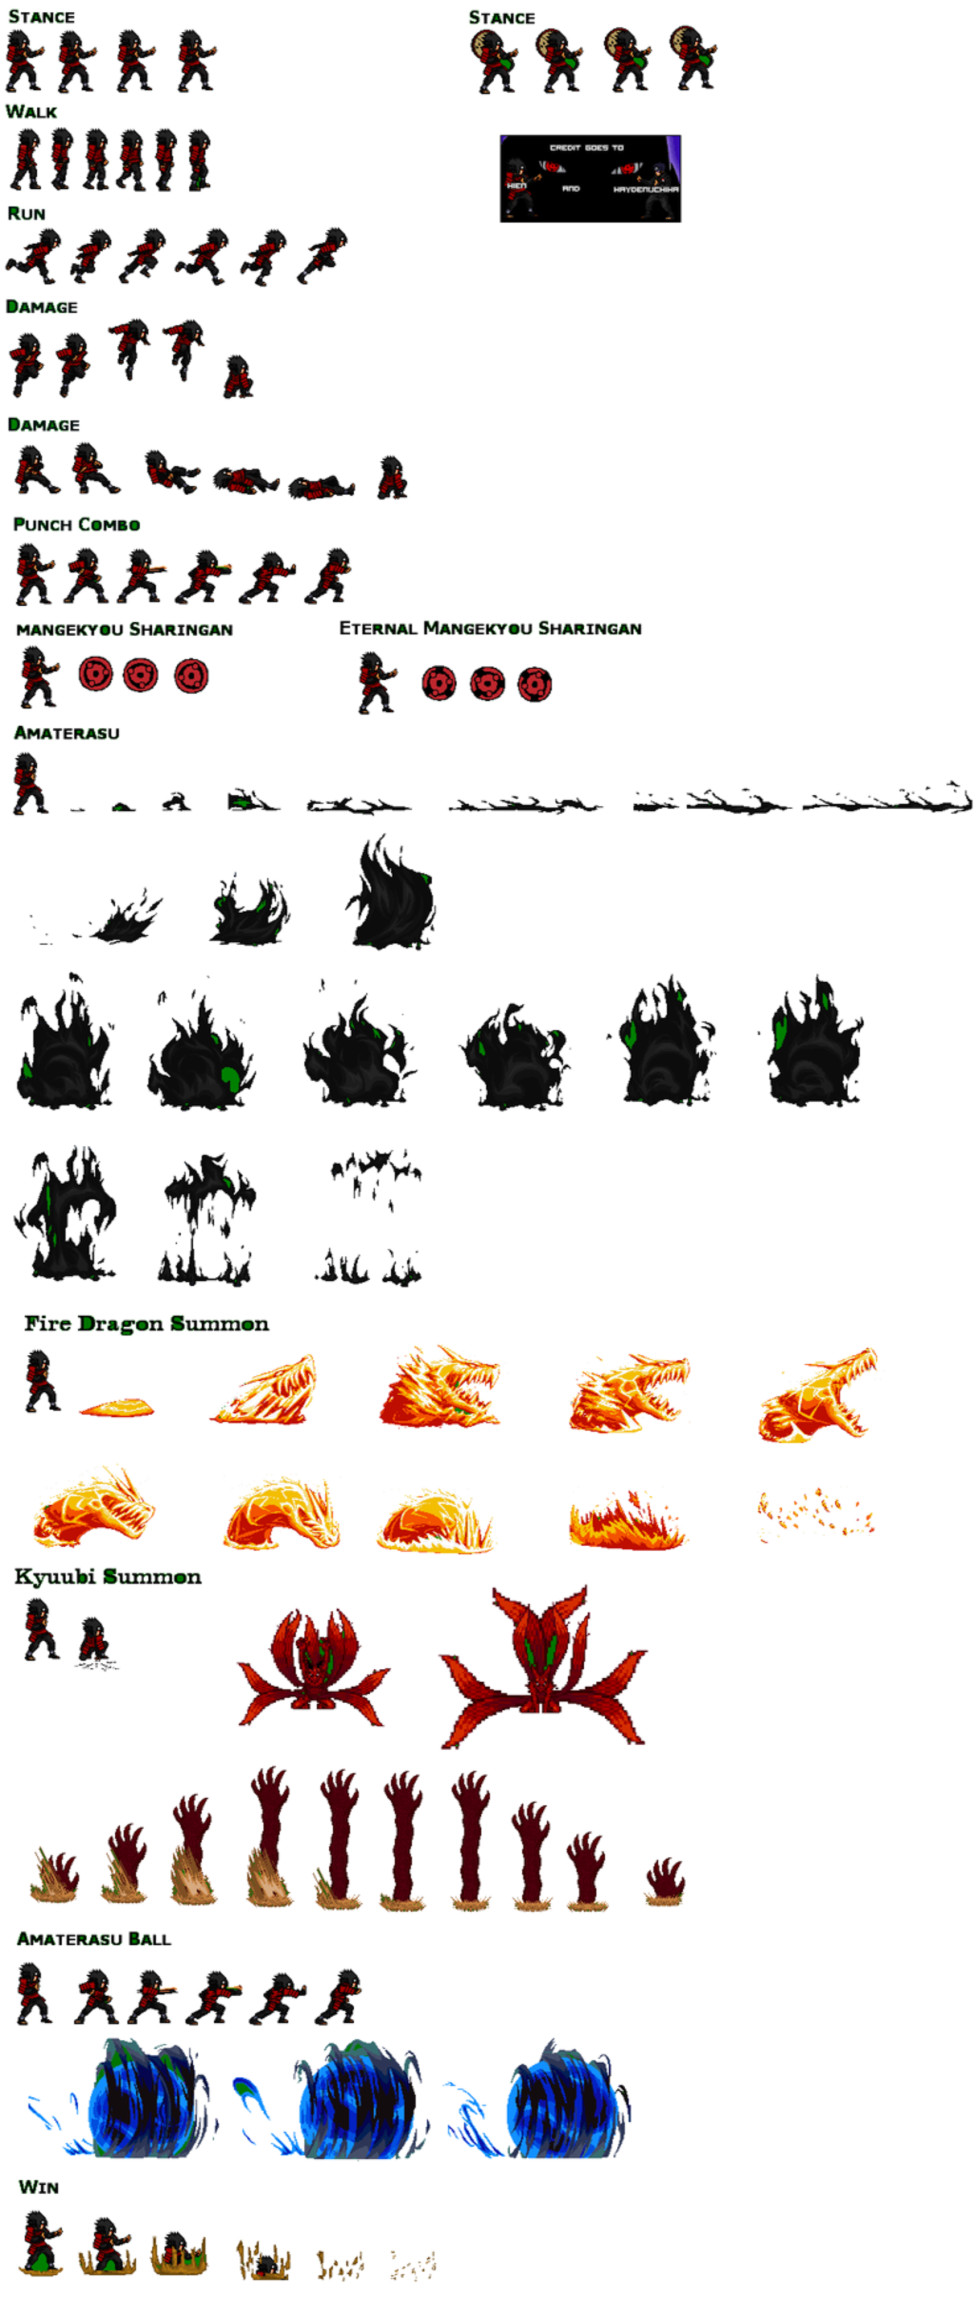 STANCE
STANCE
WALK
CREDIT GOES TO
HIEN
AND
HAYDENUCHIHA
RUN
DAMAGE
DAMAGE
PUNCH COMBO
MANGEKYOU SHARINGAN
ETERNAL MANGEKYOU SHARINGAN
AMATERASU
Fire Dragon Summon
Kyuubi Summon
AMATERASU BALL
WIN